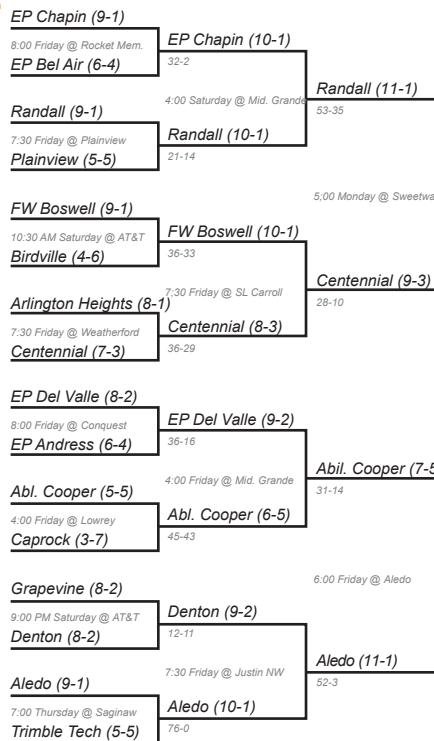 EP Chapin (9-1)
8:00 Friday @ Rocket Mem.
EP Bel Air (6-4)
EP Chapin (10-1)
32-2
4:00 Saturday @ Mid. Grande
Randall (9-1)
7:30 Friday @ Plainview
Plainview (5-5)
Randall (10-1)
21-14
Randall (11-1)
53-35
5;00 Monday @ Sweetwa
FW Boswell (9-1)
10:30 AM Saturday @ AT&T
Birdville (4-6)
FW Boswell (10-1)
36-33
7:30 Friday @ SL Carroll
Arlington Heights (8-1)
7:30 Friday @ Weatherford
Centennial (7-3)
Centennial (8-3)
36-29
Centennial (9-3)
28-10
EP Del Valle (8-2)
8:00 Friday @ Conquest
EP Andress (6-4)
EP Del Valle (9-2)
36-16
4:00 Friday @ Mid. Grande
Abl. Cooper (5-5)
4:00 Friday @ Lowrey
Caprock (3-7)
Abl. Cooper (6-5)
45-43
Abil. Cooper (7-5
31-14
6:00 Friday @ Aledo
Grapevine (8-2)
9:00 PM Saturday @ AT&T
Denton (8-2)
Denton (9-2)
12-11
7:30 Friday @ Justin NW
Aledo (9-1)
7:00 Thursday @ Saginaw
Trimble Tech (5-5)
Aledo (10-1)
76-0
Aledo (11-1)
52-3